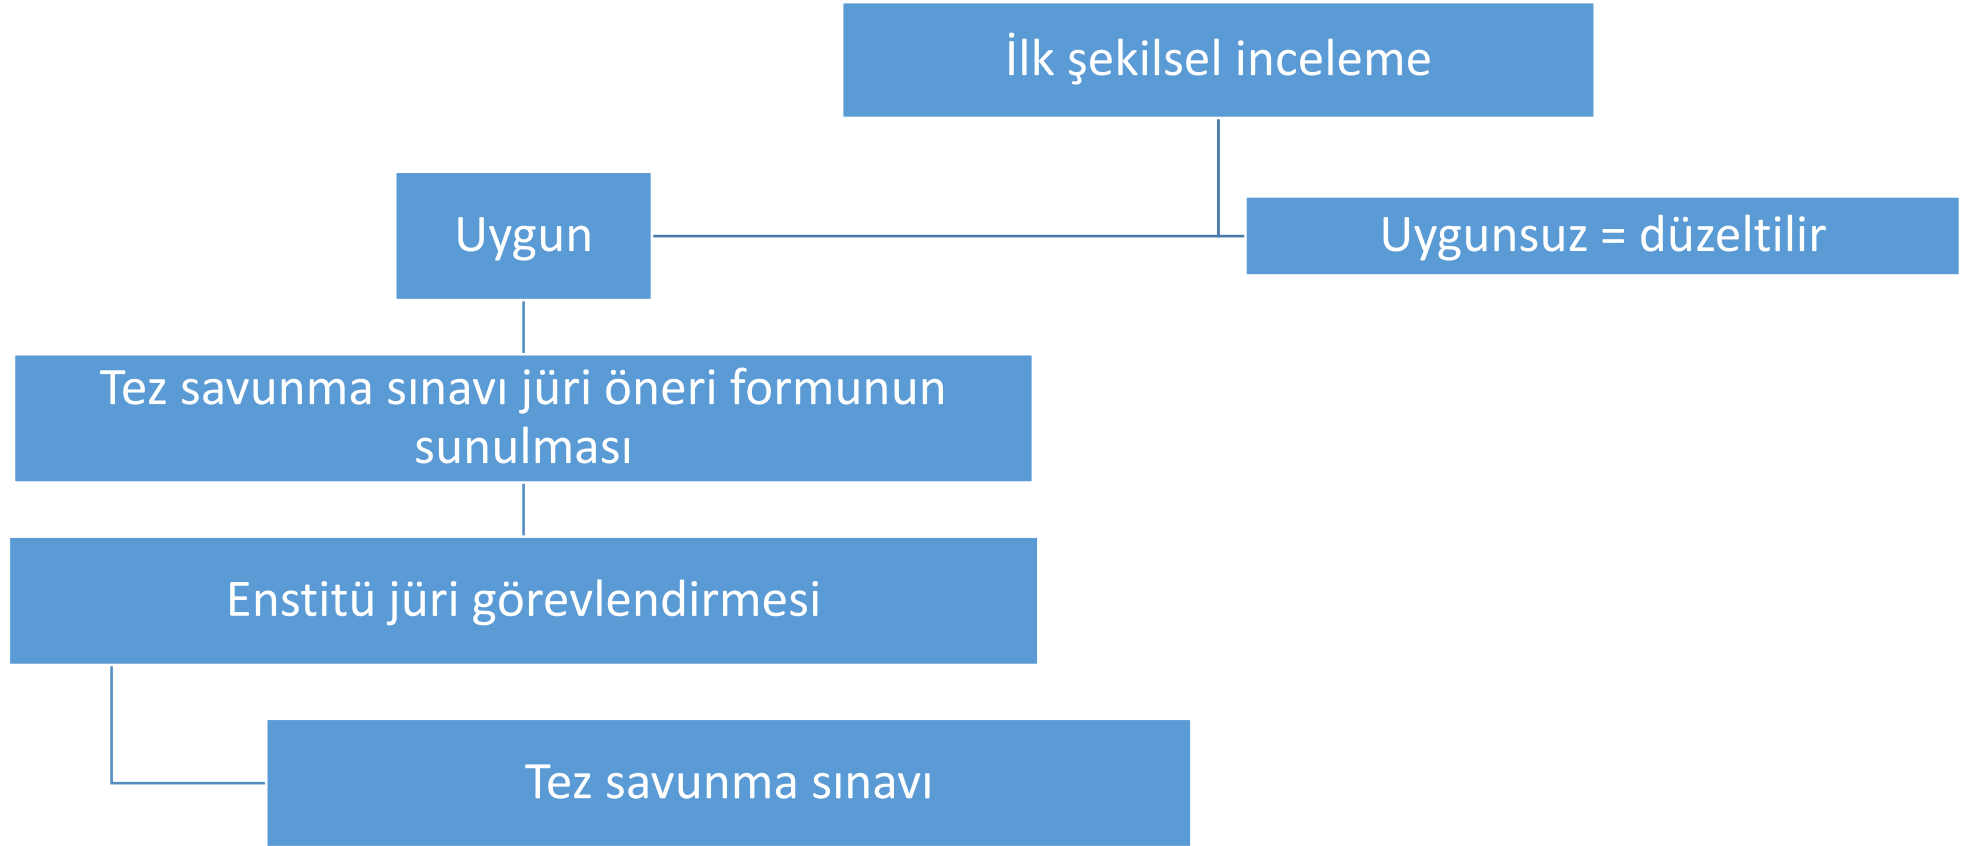 İlk şekilsel inceleme
Uygun
Uygunsuz = düzeltilir
Tez savunma sınavı jüri öneri formunun
sunulması
Enstitü jüri görevlendirmesi
Tez savunma sınavı